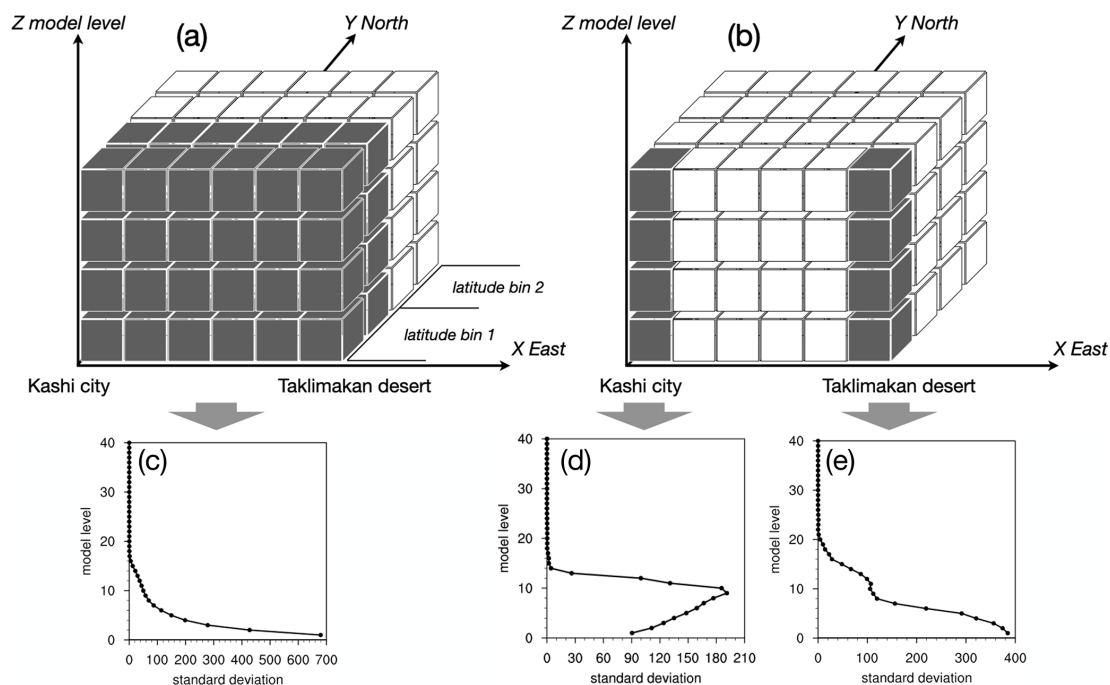 Z model level
(a)
Y North
latitude bin 2
latitude bin 1
X East
Kashi city
Taklimakan desert
Z model level
(b)
Y North
X East
Kashi city
Taklimakan desert
(c)
40
30
20
10
0
model level
0 100 200 300 400 500 600 700
standard deviation
(d)
40
30
20
10
0
model level
0 30 60 90 120 150 180 210
standard deviation
(e)
40
30
20
10
0
model level
0 100 200 300 400
standard deviation